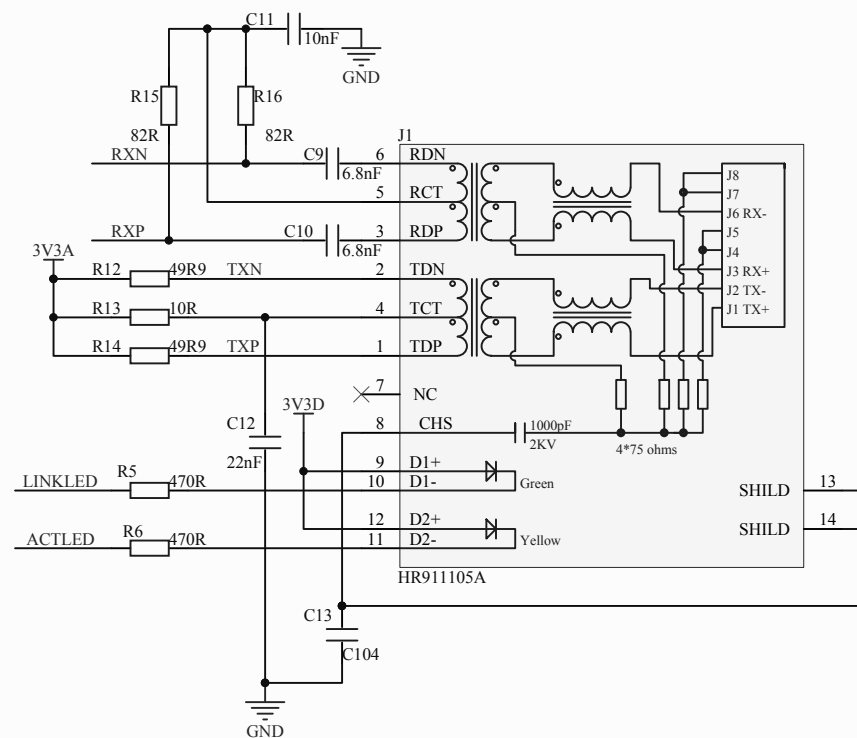 C11
10nF
GND
R15
R16
82R
82R
J1
RXN
C9
6.8nF
6
RDN
5
RCT
RXP
C10
6.8nF
3
RDP
3V3A
R12
49R9
TXN
2
TDN
R13
10R
4
TCT
R14
49R9
TXP
1
TDP
J8
J7
J6 RX-
J5
J4
J3 RX+
J2 TX-
J1 TX+
7
NC
3V3D
C12
22nF
8
CHS
1000pF
2KV
4*75 ohms
9
D1+
LINKLED
R5
470R
10
D1-
Green
SHILD
13
12
D2+
SHILD
14
ACTLED
R6
470R
11
D2-
Yellow
HR911105A
C13
C104
GND